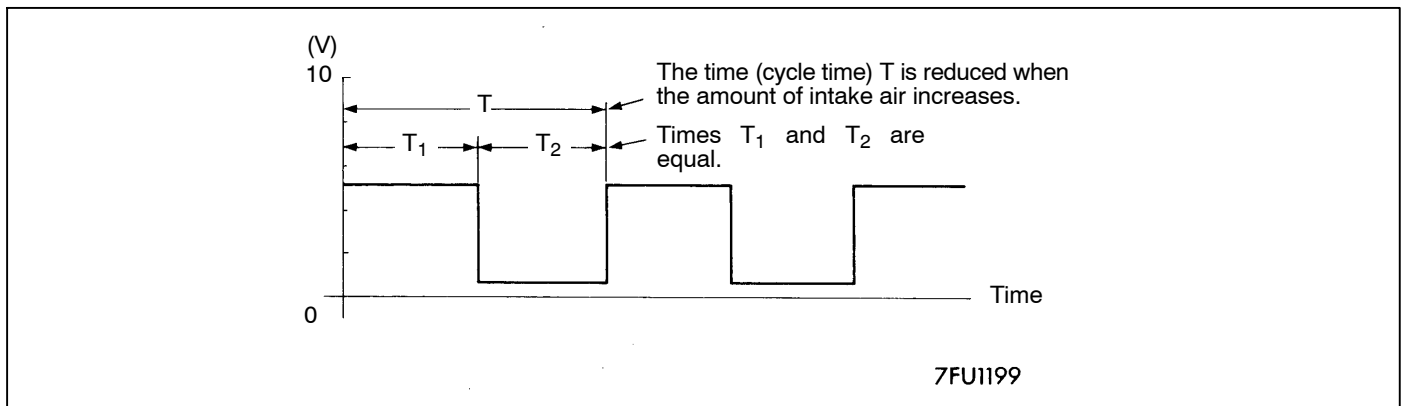 (V)
10
T
The time (cycle time) T is reduced when
the amount of intake air increases.
T1 T2
Times T1 and T2 are
equal.
Time
0
7FU1199